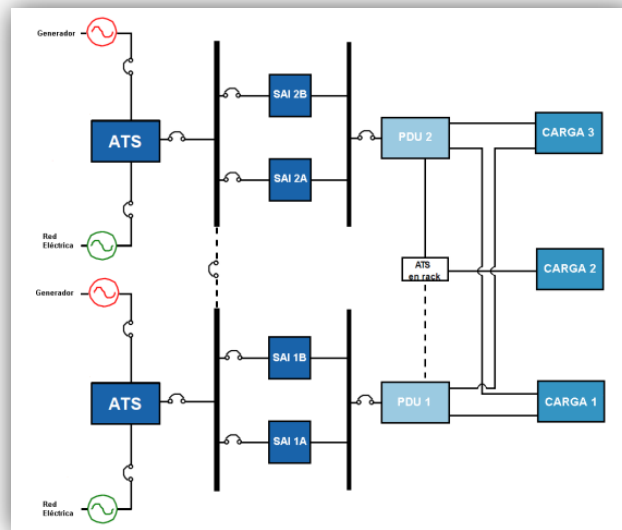 Generador
ATS
Red
Eléctrica
SAI 2B
SAI 2A
PDU 2
CARGA 3
ATS
en rack
CARGA 2
Generador
ATS
Red
Eléctrica
SAI 1B
SAI 1A
PDU 1
CARGA 1